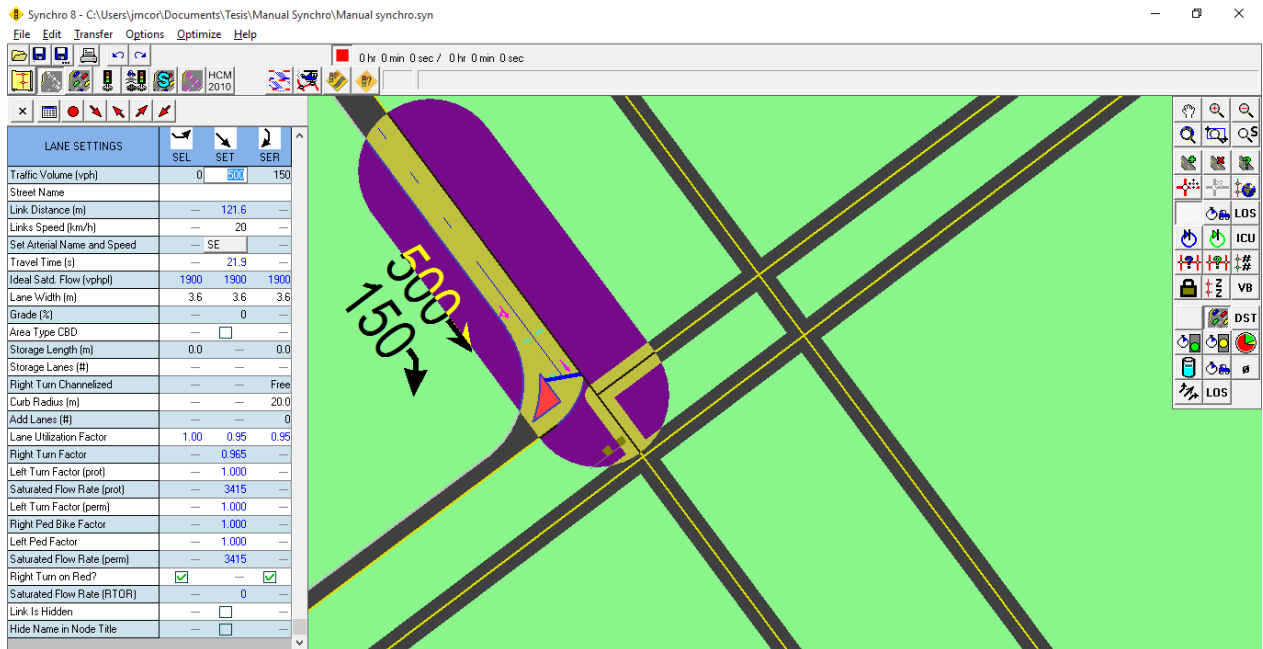 Synchro 8 - C:\Users\jmcor\Documents\Tesis\Manual Synchro\Manual synchro.syn
File Edit Transfer Options Optimize Help
0 hr 0 min 0 sec / 0 hr 0 min 0 sec
HCM
2010
LANE SETTINGS SEL SET SER
Traffic Volume (vph) 0 500 150
Street Name
Link Distance (m) — 121.6 —
Links Speed (km/h) — 20 —
Set Arterial Name and Speed — SE —
Travel Time (s) — 21.9 —
Ideal Satd. Flow (vphpl) 1900 1900 1900
Lane Width (m) 3.6 3.6 3.6
Grade (%) — 0 —
Area Type CBD — —
Storage Length (m) 0.0 — 0.0
Storage Lanes (#) — — —
Right Turn Channelized — — Free
Curb Radius (m) — — 20.0
Add Lanes (#) — — 0
Lane Utilization Factor 1.00 0.95 0.95
Right Turn Factor — 0.965 —
Left Turn Factor (prot) — 1.000 —
Saturated Flow Rate (prot) — 3415 —
Left Turn Factor (perm) — 1.000 —
Right Ped Bike Factor — 1.000 —
Left Ped Factor — 1.000 —
Saturated Flow Rate (perm) — 3415 —
Right Turn on Red? — 
Saturated Flow Rate (RTOR) — 0 —
Link Is Hidden — —
Hide Name in Node Title — —
500
150
S
LOS
ICU
#
Z
Z
VB
DST
ø
LOS